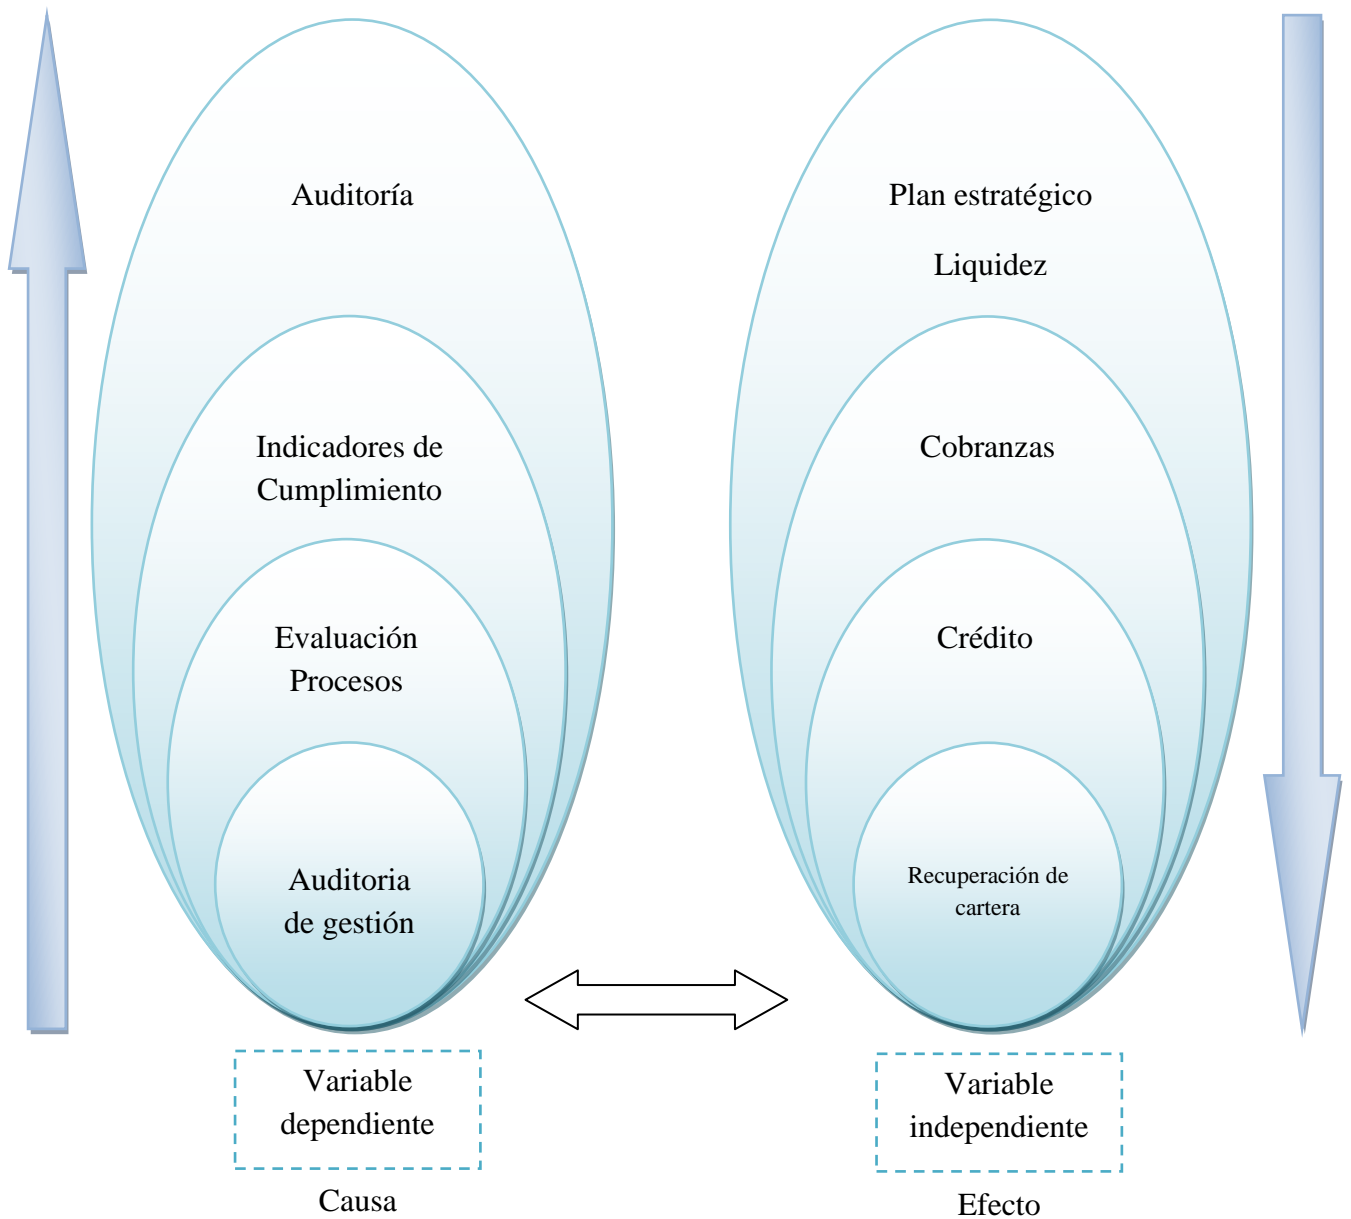 Auditoría
Indicadores de
Cumplimiento
Evaluación
Procesos
Auditoria
de gestión
Variable
dependiente
Causa
Plan estratégico
Liquidez
Cobranzas
Crédito
Recuperación de
cartera
Variable
independiente
Efecto